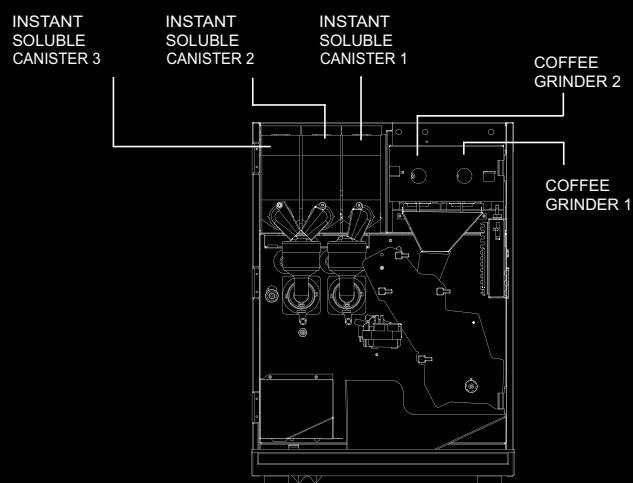 INSTANT
SOLUBLE
CANISTER 3
INSTANT
SOLUBLE
CANISTER 2
INSTANT
SOLUBLE
CANISTER 1
COFFEE
GRINDER 2
COFFEE
GRINDER 1